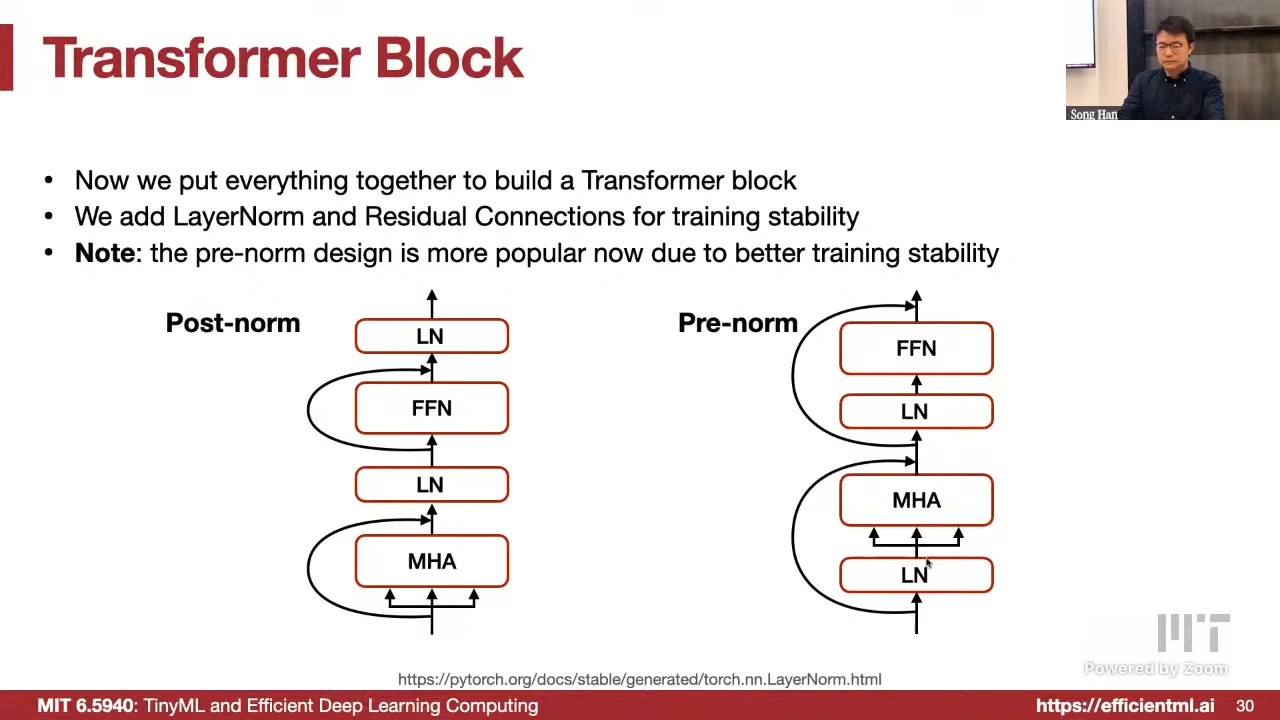 Transformer Block
Song Han
• Now we put everything together to build a Transformer block
• We add LayerNorm and Residual Connections for training stability
• Note: the pre-norm design is more popular now due to better training stability
Post-norm
LN
FFN
LN
MHA
Pre-norm
FFN
LN
MHA
LN
MIT
Powered by Zoom
https://pytorch.org/docs/stable/generated/torch.nn.LayerNorm.html
MIT 6.5940: TinyML and Efficient Deep Learning Computing
https://efficientml.ai
30